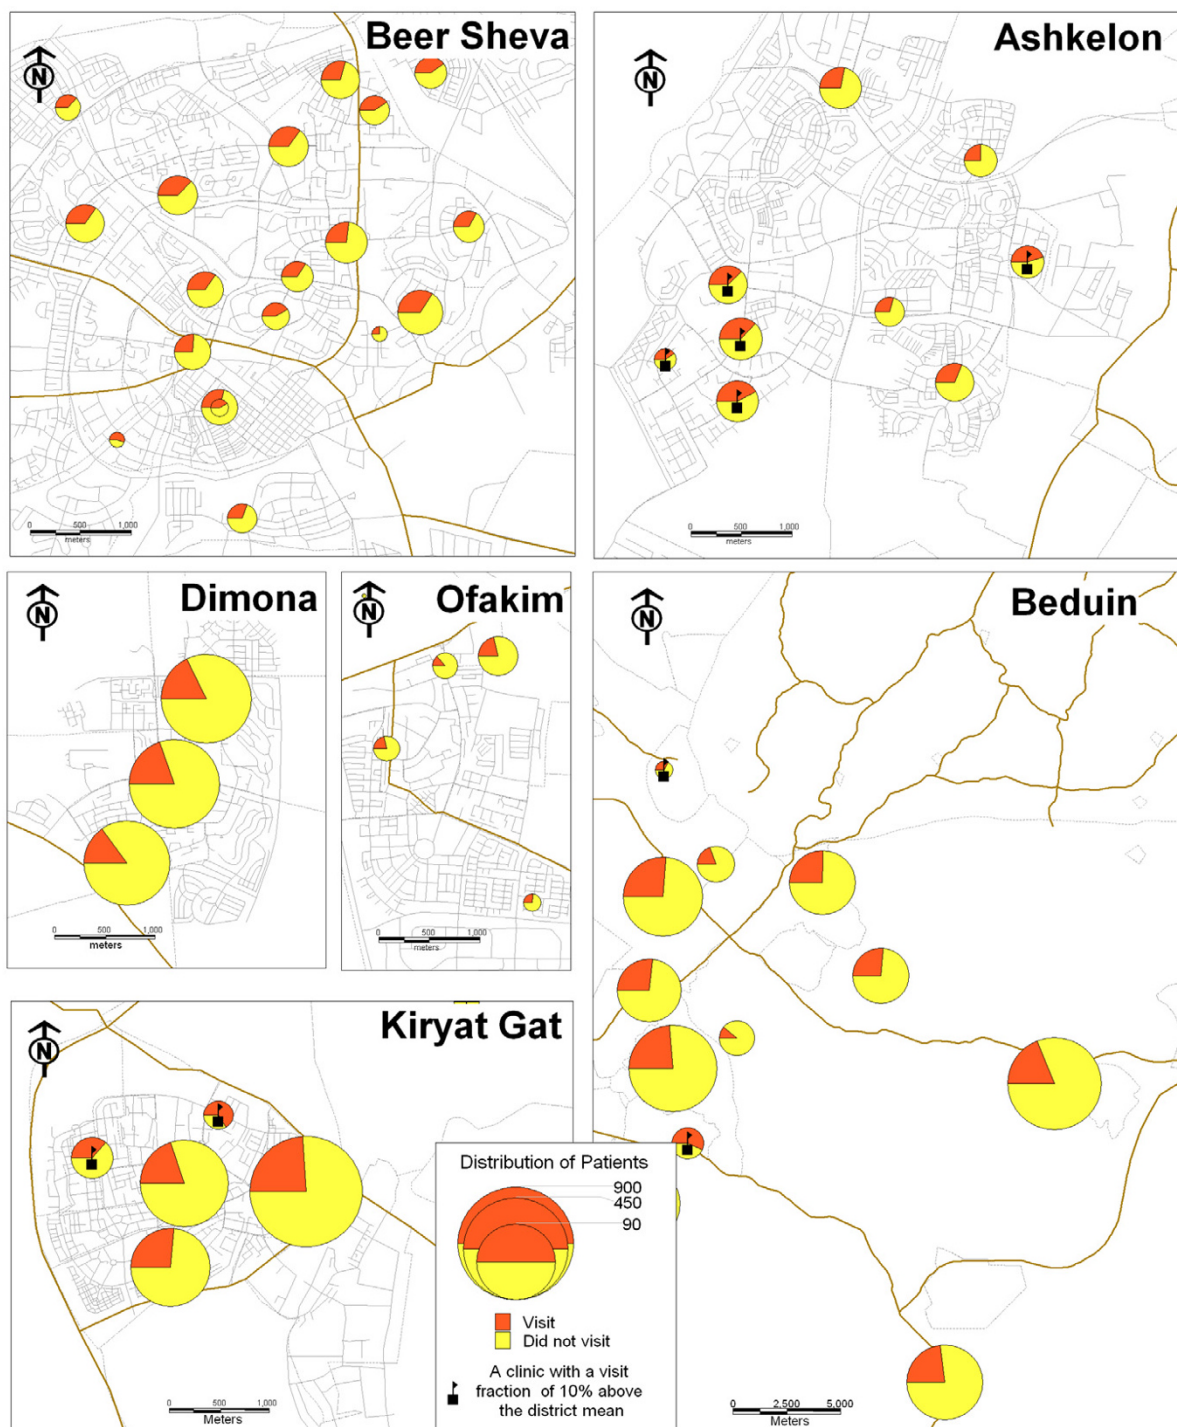 Beer Sheva
N
0 500 1,000
meters
Ashkelon
N
0 500 1,000
meters
Dimona
N
0 500 1,000
meters
Ofakim
N
0 500 1,000
meters
Beduin
N
0 2,500 5,000
Meters
Kiryat Gat
N
0 500 1,000
Meters
Distribution of Patients
900
450
90
Visit
Did not visit
A clinic with a visit
fraction of 10% above
the district mean